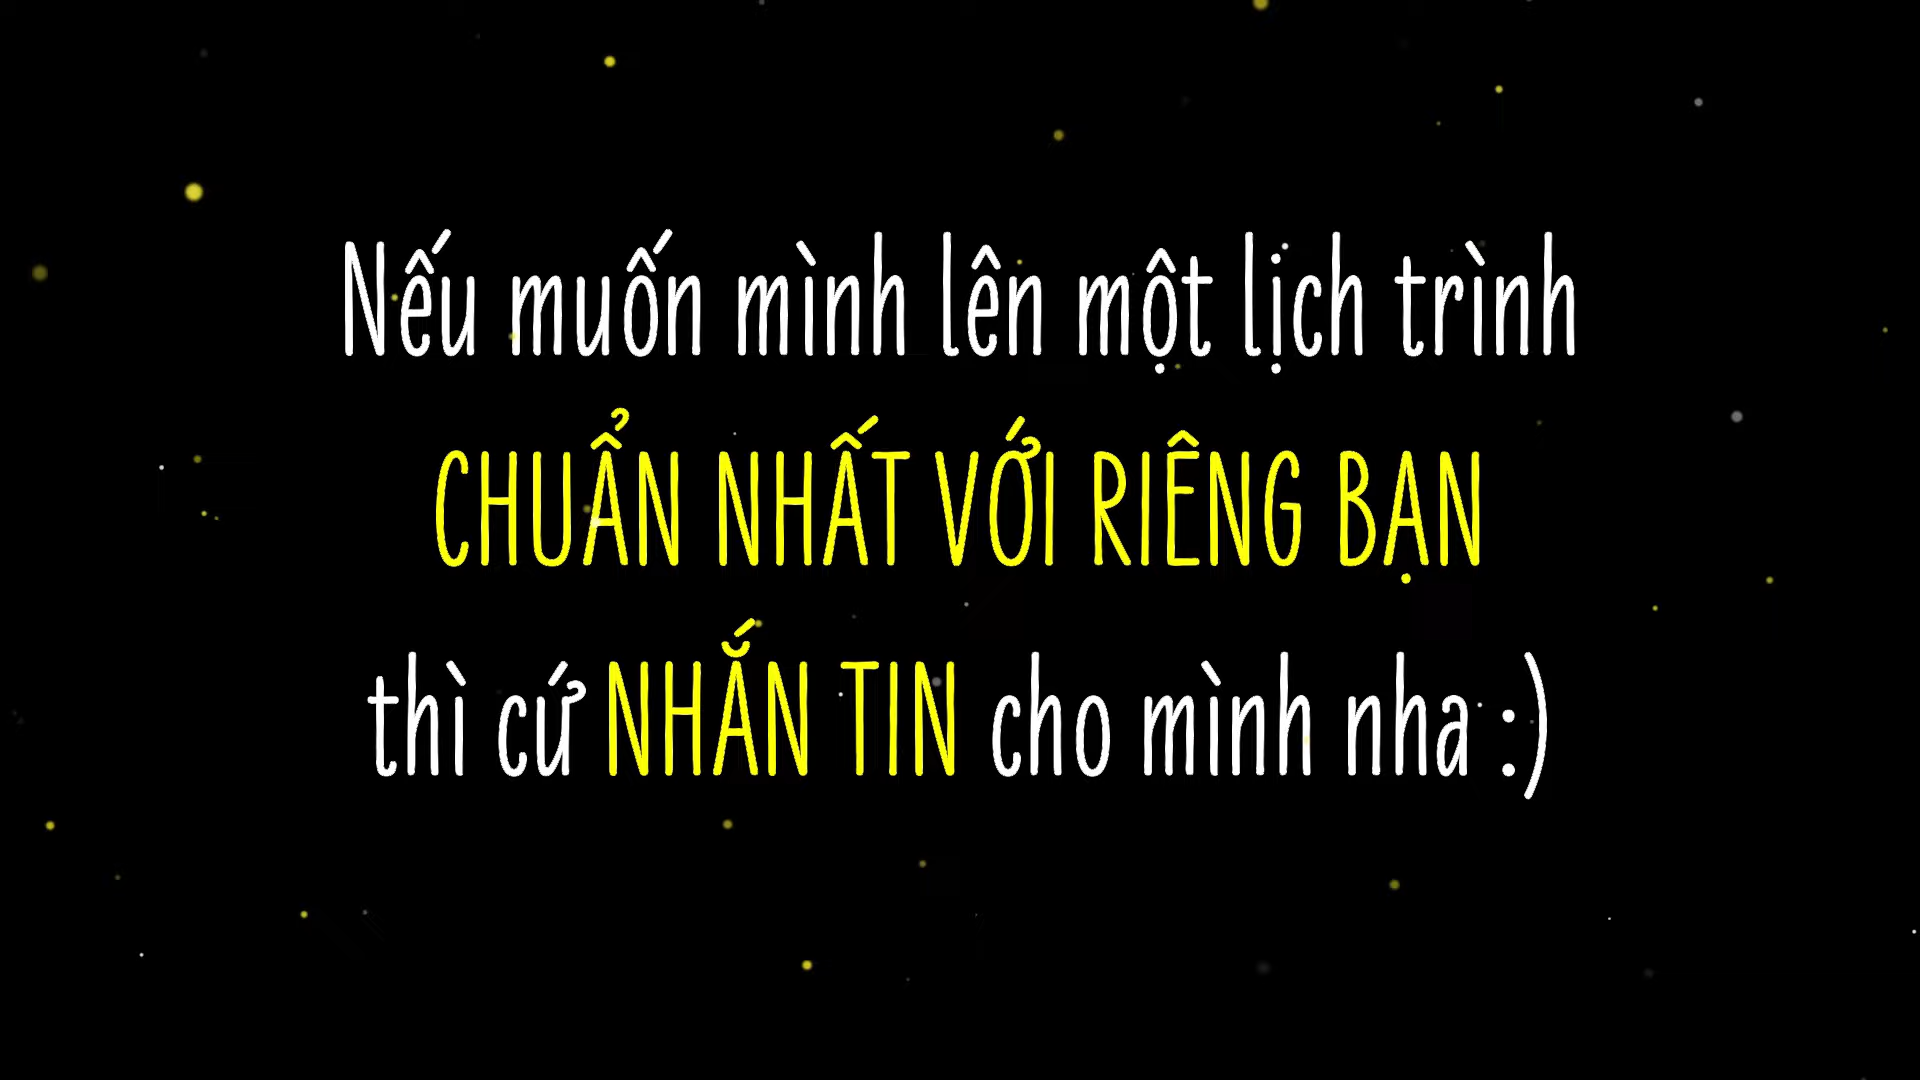 Nếu muốn mình lên một lịch trình
CHUẨN NHẤT VỚI RIÊNG BẠN
thì cứ NHẮN TIN cho mình nha :)